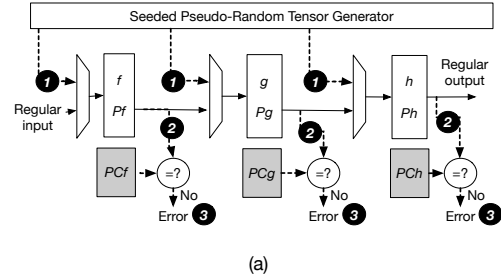 Seeded Pseudo-Random Tensor Generator
1 1 1
Regular
output
f g h
Regular
input
Pf Pg Ph
2 2 2
PCf =? PCg =? PCh =?
No No No
Error 3 Error 3 Error 3
(a)